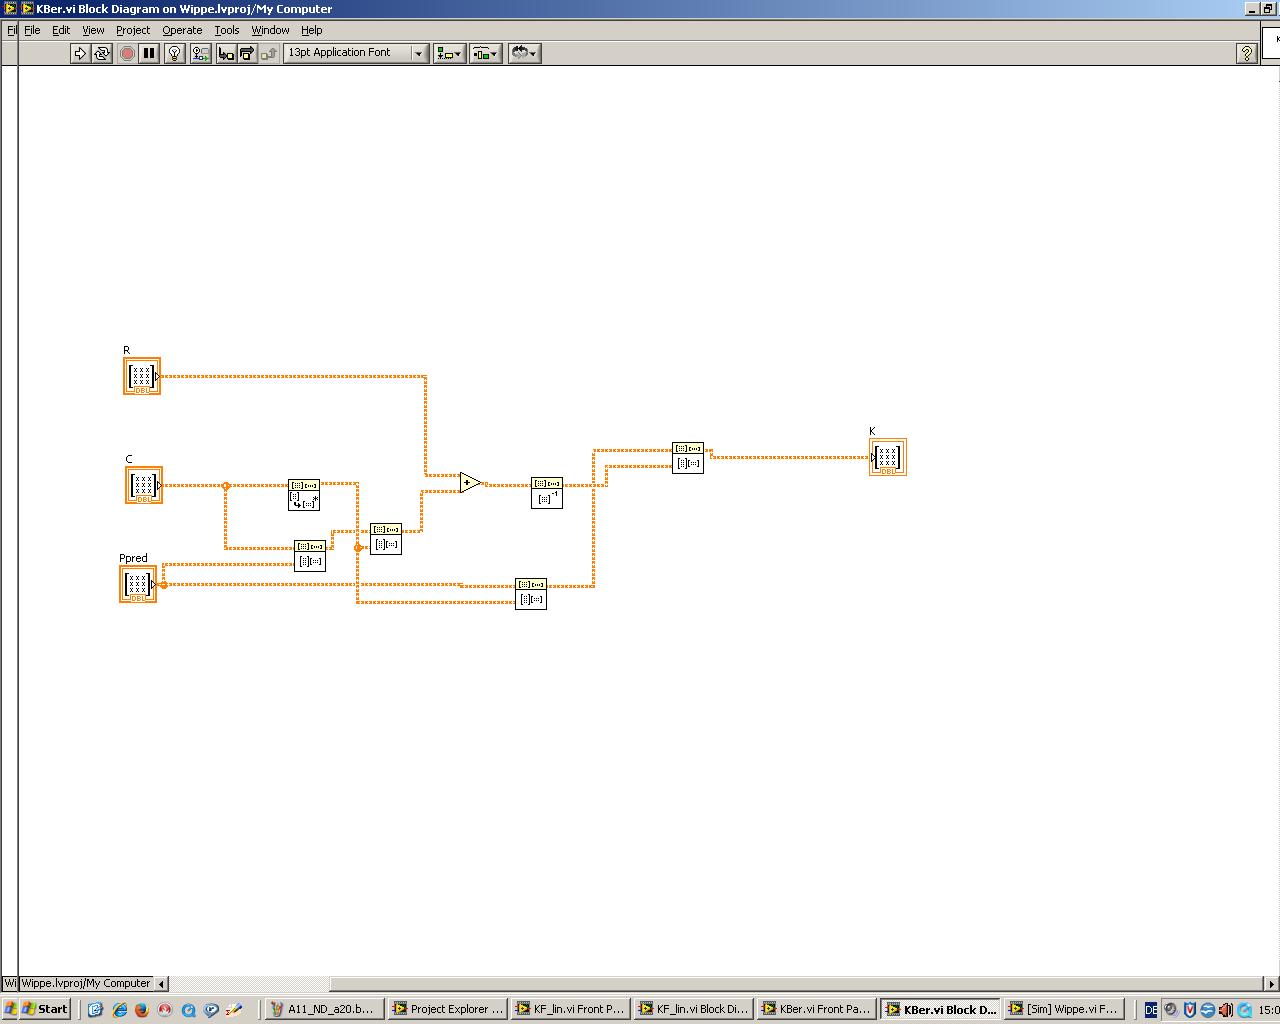 KBer.vi Block Diagram on Wippe.lvproj/My Computer
Fil File Edit View Project Operate Tools Window Help
13pt Application Font
?
R
DBL
K
C
DBL
+
-1
Ppred
DBL
Wi Wippe.lvproj/My Computer
Start A11_ND_a20.b... Project Explorer ... KF_lin.vi Front P... KF_lin.vi Block Di... KBer.vi Front Pa... KBer.vi Block D... [Sim] Wippe.vi F... DE 15:0